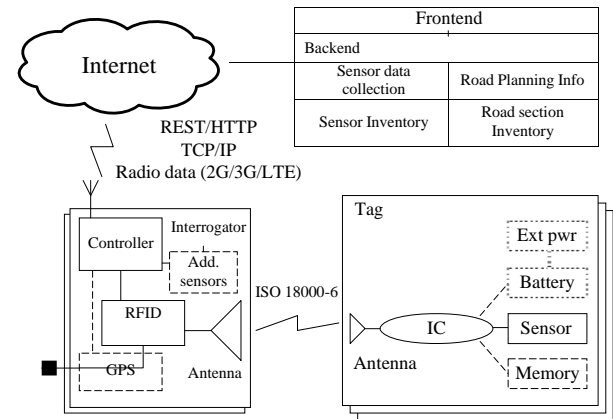 Frontend
Backend
Internet
Sensor data
collection
Road Planning Info
Sensor Inventory
Road section
Inventory
REST/HTTP
TCP/IP
Radio data (2G/3G/LTE)
Interrogator
Controller
Add.
sensors
RFID
GPS
Antenna
ISO 18000-6
Tag
Ext pwr
Battery
IC
Sensor
Antenna
Memory